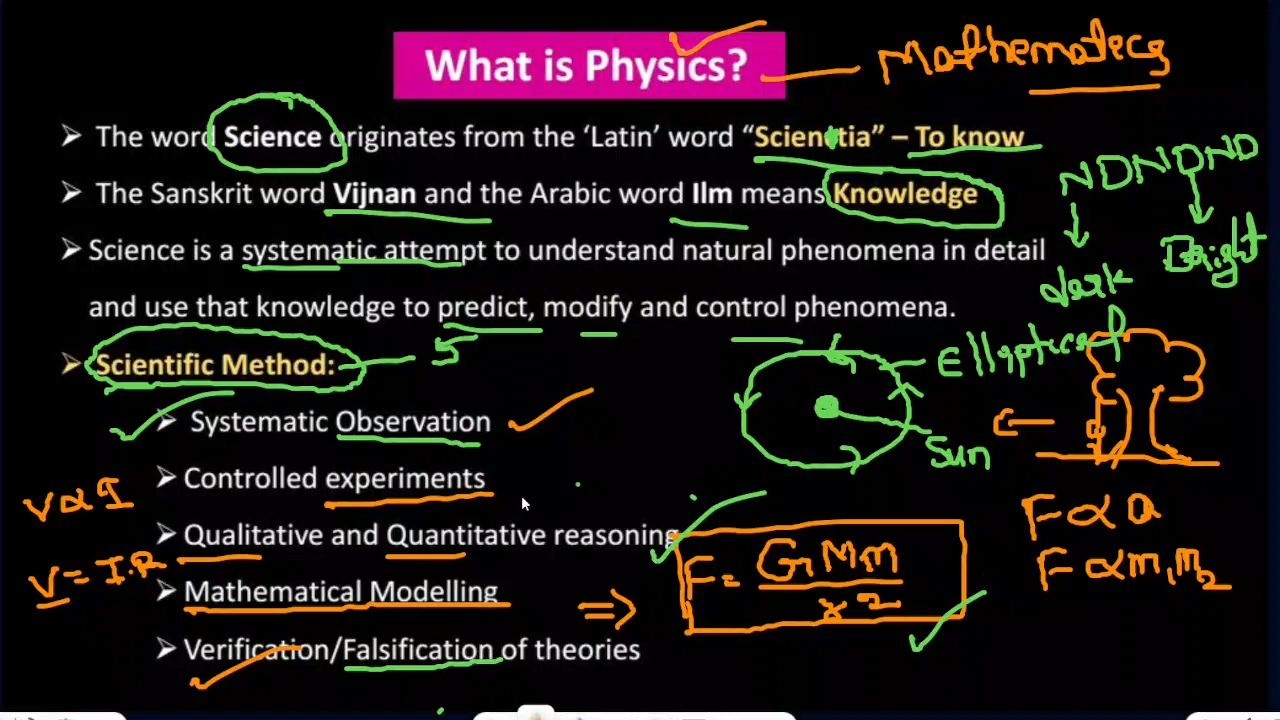 What is Physics?
Mathematics
➢ The word Science originates from the ‘Latin’ word “Scientia” – To know
NDNDND
➢ The Sanskrit word Vijnan and the Arabic word Ilm means Knowledge
➢ Science is a systematic attempt to understand natural phenomena in detail
Bright
dark
and use that knowledge to predict, modify and control phenomena.
➢ Scientific Method:
5
Elliptical
➢ Systematic Observation
Sun
➢ Controlled experiments
V∝I
F∝a
➢ Qualitative and Quantitative reasoning
F = G M m / r²
F∝m₁m₂
V = I.R
➢ Mathematical Modelling
⇒
➢ Verification/Falsification of theories